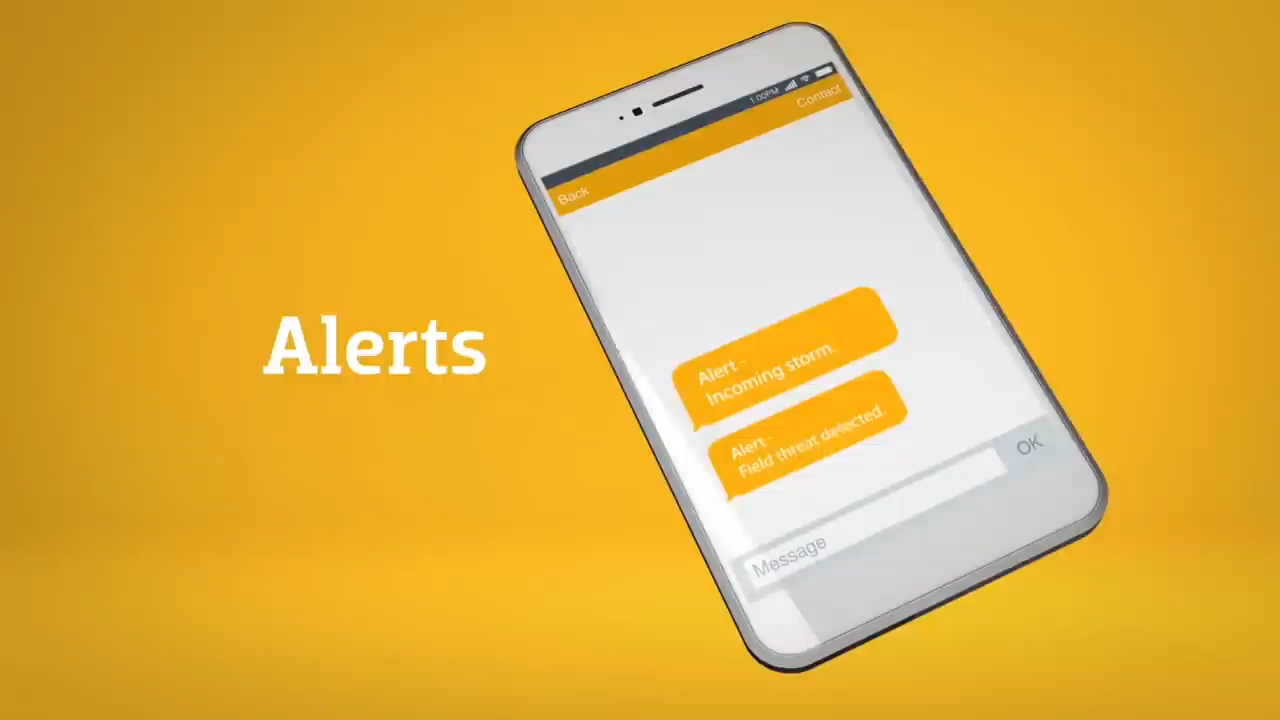 Alerts
1:00PM
Back
Contact
Alert -
Incoming storm.
Alert -
Field threat detected.
OK
Message